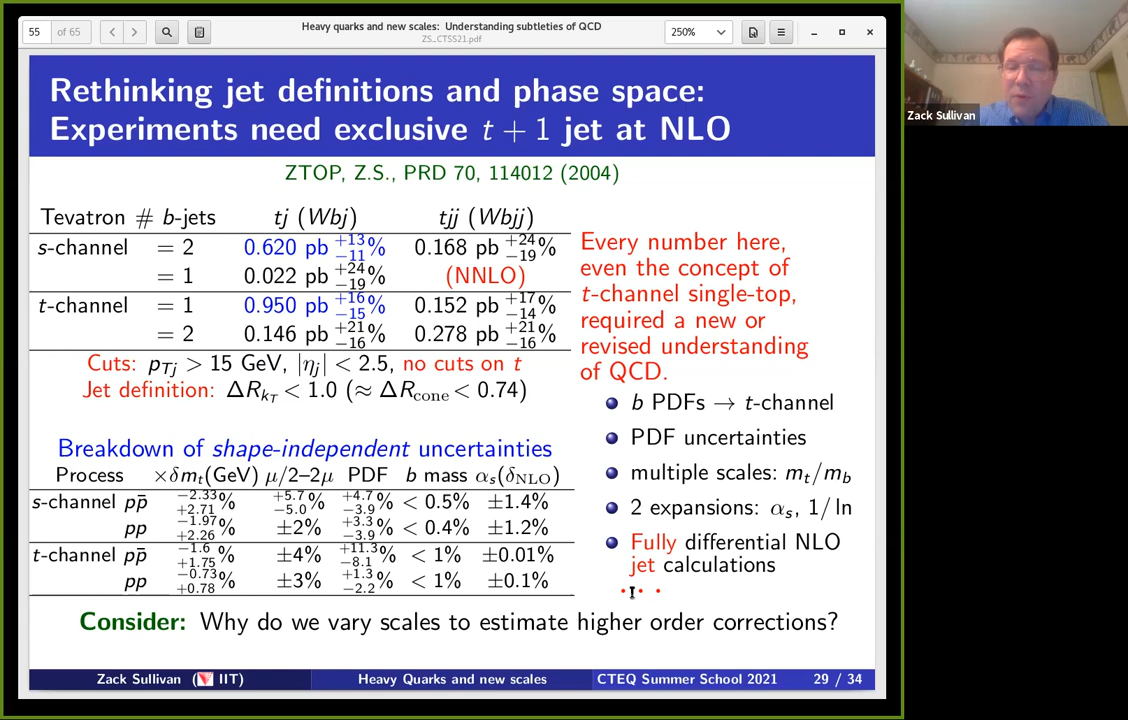 55 of 65
Heavy quarks and new scales: Understanding subtleties of QCD
ZS_CTSS21.pdf
250%
Zack Sullivan
Rethinking jet definitions and phase space:
Experiments need exclusive t + 1 jet at NLO
ZTOP, Z.S., PRD 70, 114012 (2004)
Tevatron # b-jets tj (Wbj) tjj (Wbjj)
s-channel = 2 0.620 pb +13 −11 % 0.168 pb +24 −19 %
= 1 0.022 pb +24 −19 % (NNLO)
t-channel = 1 0.950 pb +16 −15 % 0.152 pb +17 −14 %
= 2 0.146 pb +21 −16 % 0.278 pb +21 −16 %
Cuts: pTj > 15 GeV, |ηj| < 2.5, no cuts on t
Jet definition: ΔRkT < 1.0 (≈ ΔRcone < 0.74)
Breakdown of shape-independent uncertainties
Process ×δmt(GeV) μ/2–2μ PDF b mass αs(δNLO)
s-channel pp̄ −2.33 +2.71 % +5.7 −5.0 % +4.7 −3.9 % < 0.5% ±1.4%
pp −1.97 +2.26 % ±2% +3.3 −3.9 % < 0.4% ±1.2%
t-channel pp̄ −1.6 +1.75 % ±4% +11.3 −8.1 % < 1% ±0.01%
pp −0.73 +0.78 % ±3% +1.3 −2.2 % < 1% ±0.1%
Every number here,
even the concept of
t-channel single-top,
required a new or
revised understanding
of QCD.
b PDFs → t-channel
PDF uncertainties
multiple scales: mt/mb
2 expansions: αs, 1/ ln
Fully differential NLO
jet calculations
Consider: Why do we vary scales to estimate higher order corrections?
Zack Sullivan (IIT) Heavy Quarks and new scales CTEQ Summer School 2021 29 / 34